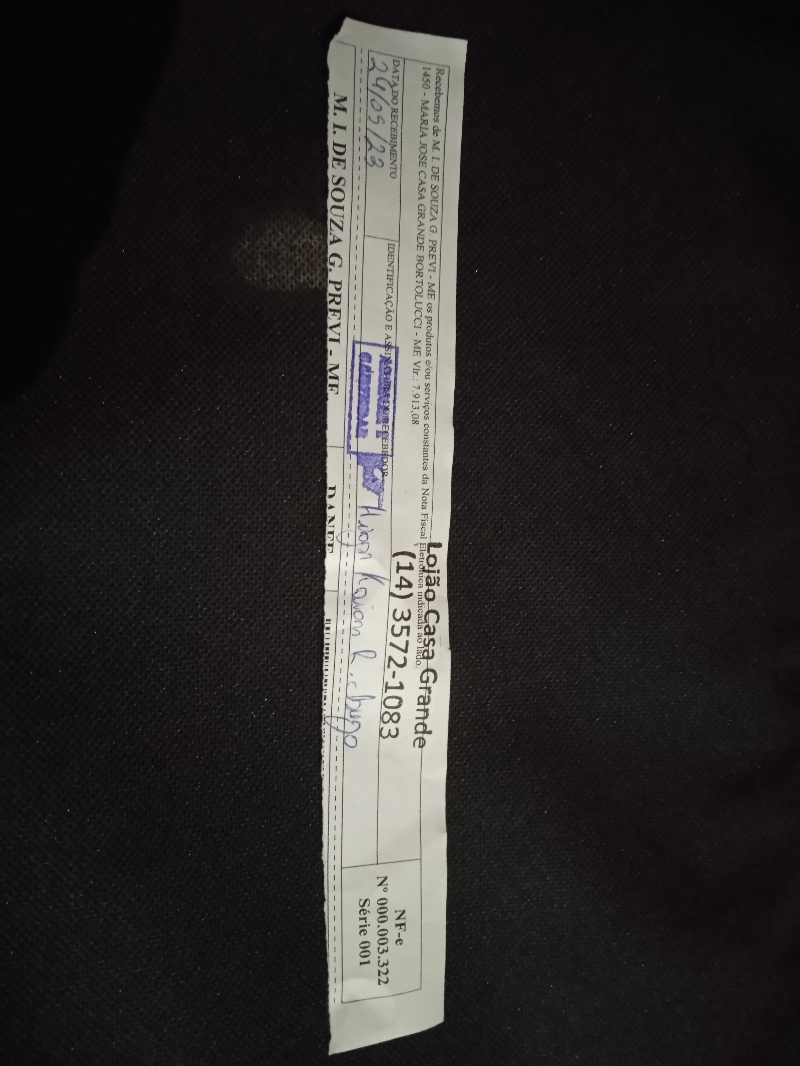 Recebemos de M. I. DE SOUZA G. PREVI - ME os produtos e/ou serviços constantes da Nota Fiscal Eletrônica indicada ao lado.
1450 - MARIA JOSE CASA GRANDE BORTOLUCCI - ME Vlr.: 7.913,08
Lojão Casa Grande
(14) 3572-1083
DATA DO RECEBIMENTO
24/05/23
IDENTIFICAÇÃO E ASSINATURA DO RECEBEDOR
NF-e
Nº 000.003.322
Série 001
M. I. DE SOUZA G. PREVI - ME
DANFE